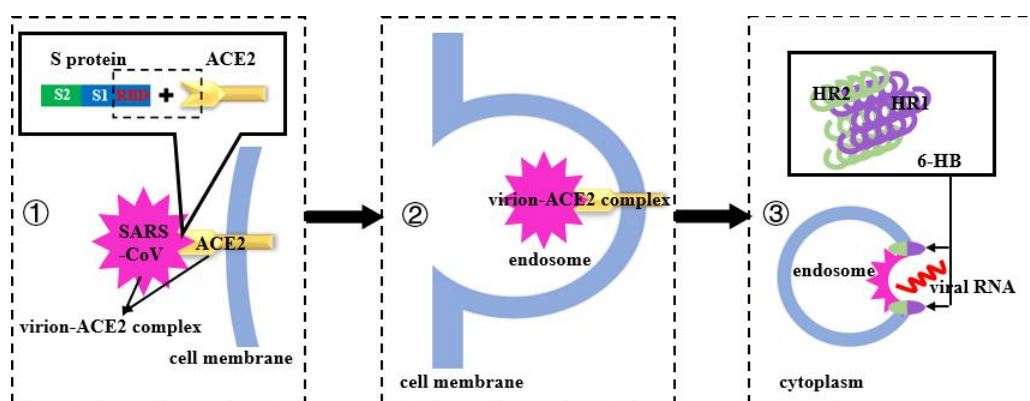 S protein
ACE2
S2 S1 RBD
①
SARS
-CoV
ACE2
virion-ACE2 complex
cell membrane
②
virion-ACE2 complex
endosome
cell membrane
HR2
HR1
6-HB
③
endosome
viral RNA
cytoplasm